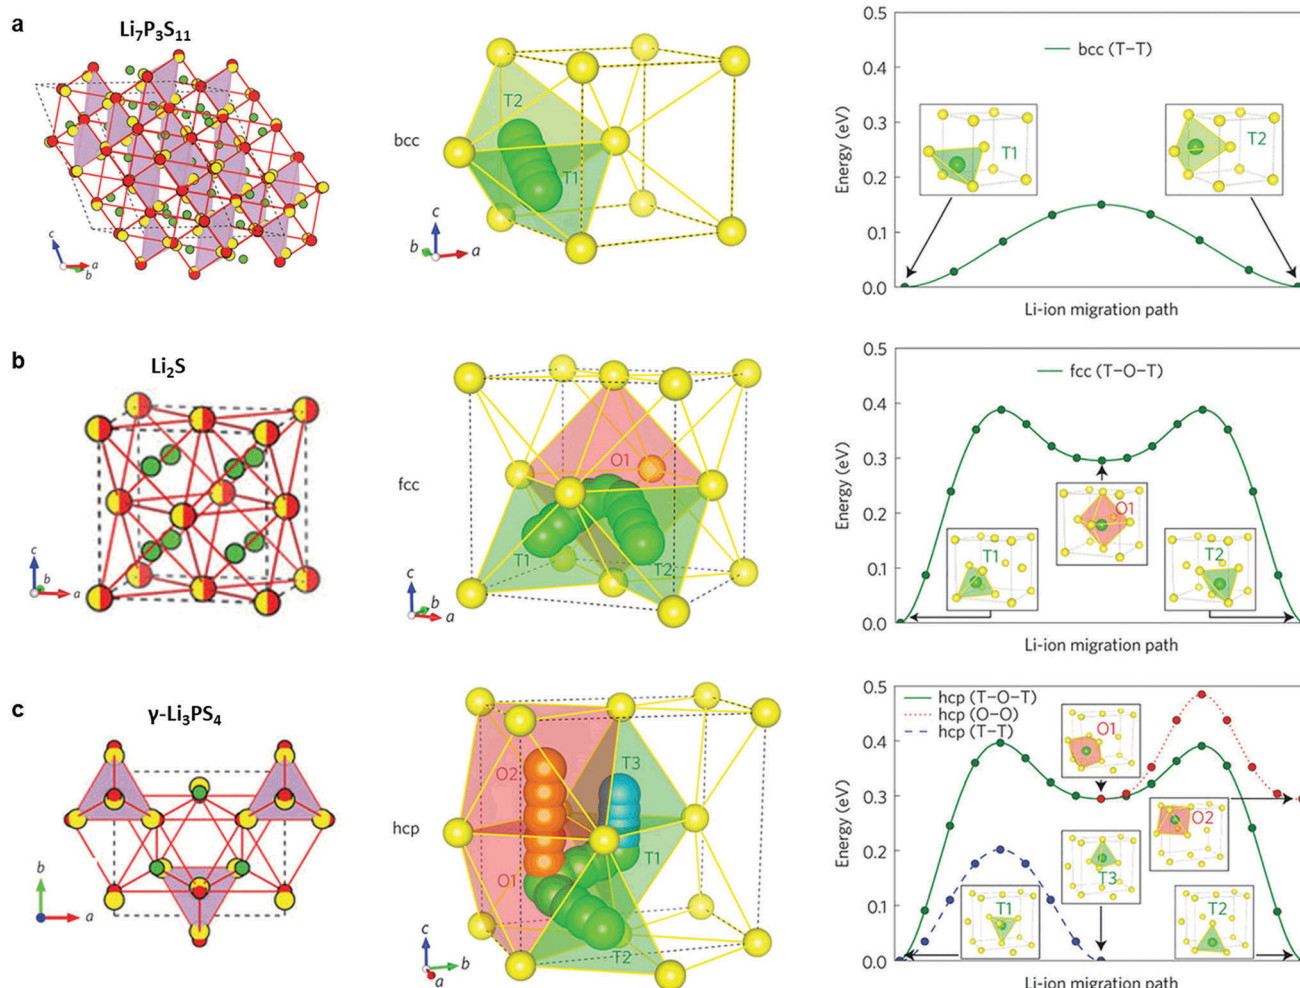 a
Li₇P₃S₁₁
c
a
b
bcc
T2
T1
c
b
a
0.5
0.4
0.3
0.2
0.1
0.0
Energy (eV)
bcc (T–T)
T1
T2
Li-ion migration path
b
Li₂S
c
b
a
fcc
O1
T1
T2
c
b
a
0.5
0.4
0.3
0.2
0.1
0.0
Energy (eV)
fcc (T–O–T)
O1
T1
T2
Li-ion migration path
c
γ-Li₃PS₄
b
a
hcp
O2
T3
T1
O1
T2
c
b
a
0.5
0.4
0.3
0.2
0.1
0.0
Energy (eV)
hcp (T–O–T)
hcp (O–O)
hcp (T–T)
O1
O2
T3
T1
T2
Li-ion migration path